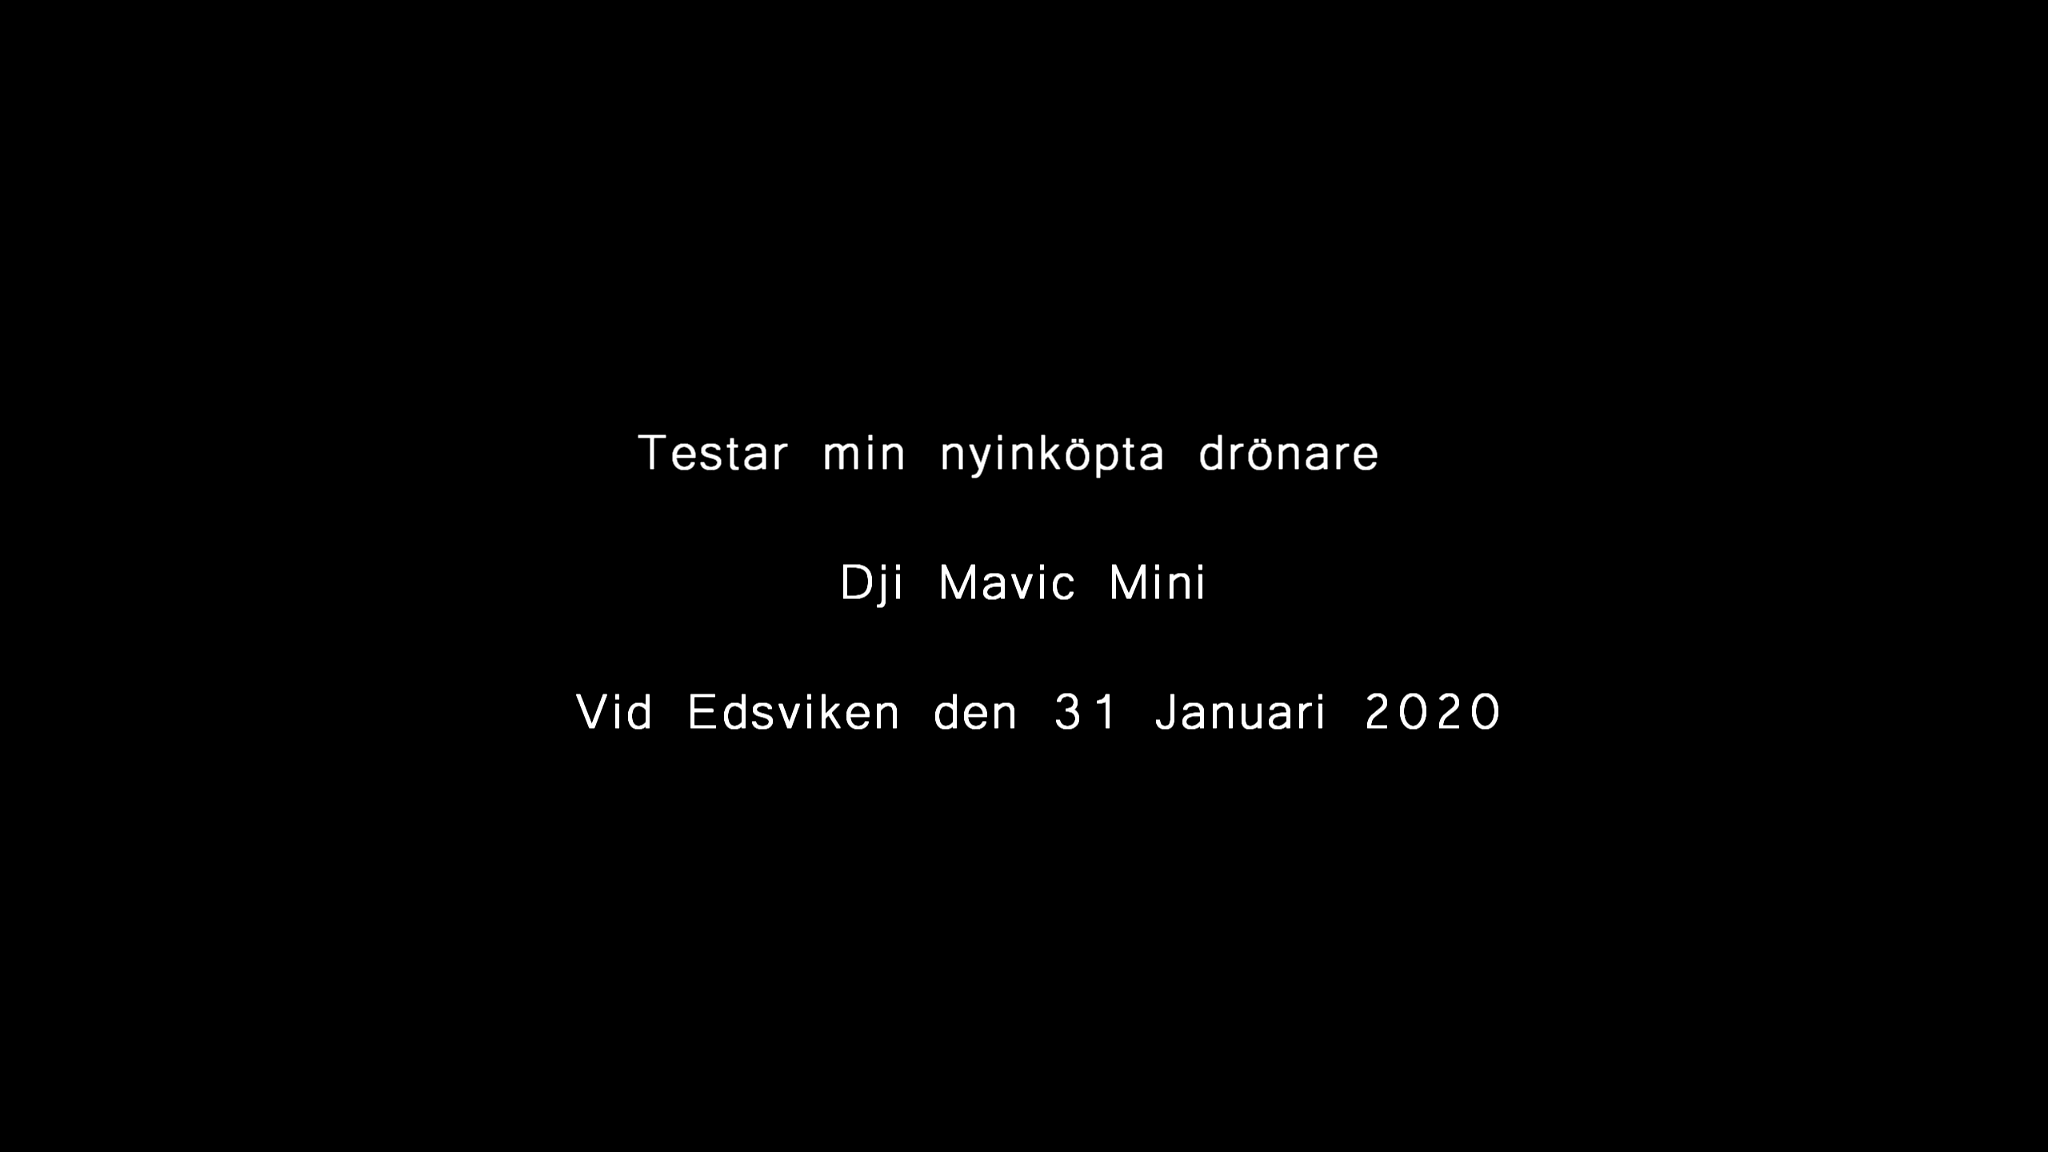 Testar min nyinköpta drönare
Dji Mavic Mini
Vid Edsviken den 31 Januari 2020